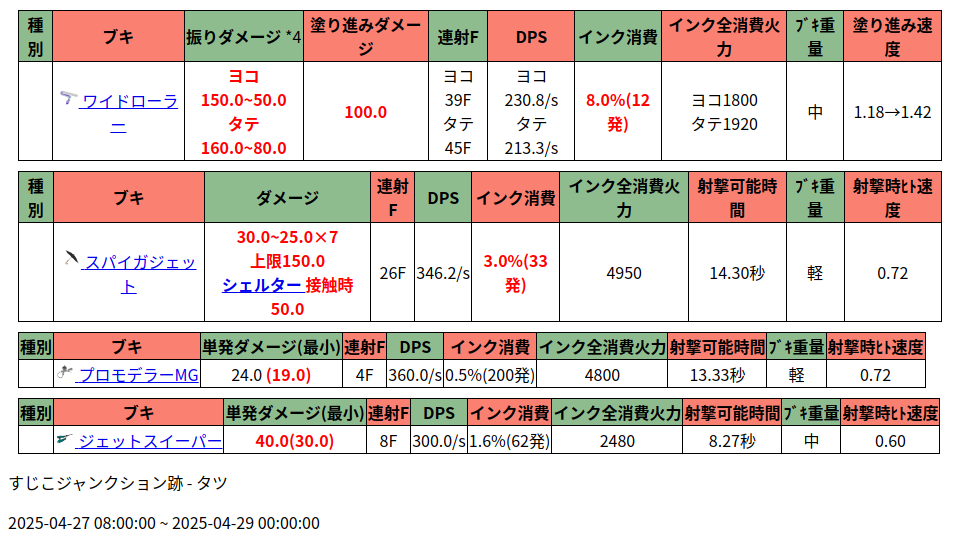 種別 ブキ 振りダメージ *4 塗り進みダメージ 連射F DPS インク消費 インク全消費火力 ﾌﾞｷ重量 塗り進み速度
ワイドローラー ヨコ 150.0~50.0 タテ 160.0~80.0 100.0 ヨコ 39F タテ 45F ヨコ 230.8/s タテ 213.3/s 8.0%(12発) ヨコ1800 タテ1920 中 1.18→1.42
種別 ブキ ダメージ 連射F DPS インク消費 インク全消費火力 射撃可能時間 ﾌﾞｷ重量 射撃時ﾋﾄ速度
スパイガジェット 30.0~25.0×7 上限150.0 シェルター接触時 50.0 26F 346.2/s 3.0%(33発) 4950 14.30秒 軽 0.72
種別 ブキ 単発ダメージ(最小) 連射F DPS インク消費 インク全消費火力 射撃可能時間 ﾌﾞｷ重量 射撃時ﾋﾄ速度
プロモデラーMG 24.0 (19.0) 4F 360.0/s 0.5%(200発) 4800 13.33秒 軽 0.72
種別 ブキ 単発ダメージ(最小) 連射F DPS インク消費 インク全消費火力 射撃可能時間 ﾌﾞｷ重量 射撃時ﾋﾄ速度
ジェットスイーパー 40.0(30.0) 8F 300.0/s 1.6%(62発) 2480 8.27秒 中 0.60
すじこジャンクション跡 - タツ
2025-04-27 08:00:00 ~ 2025-04-29 00:00:00